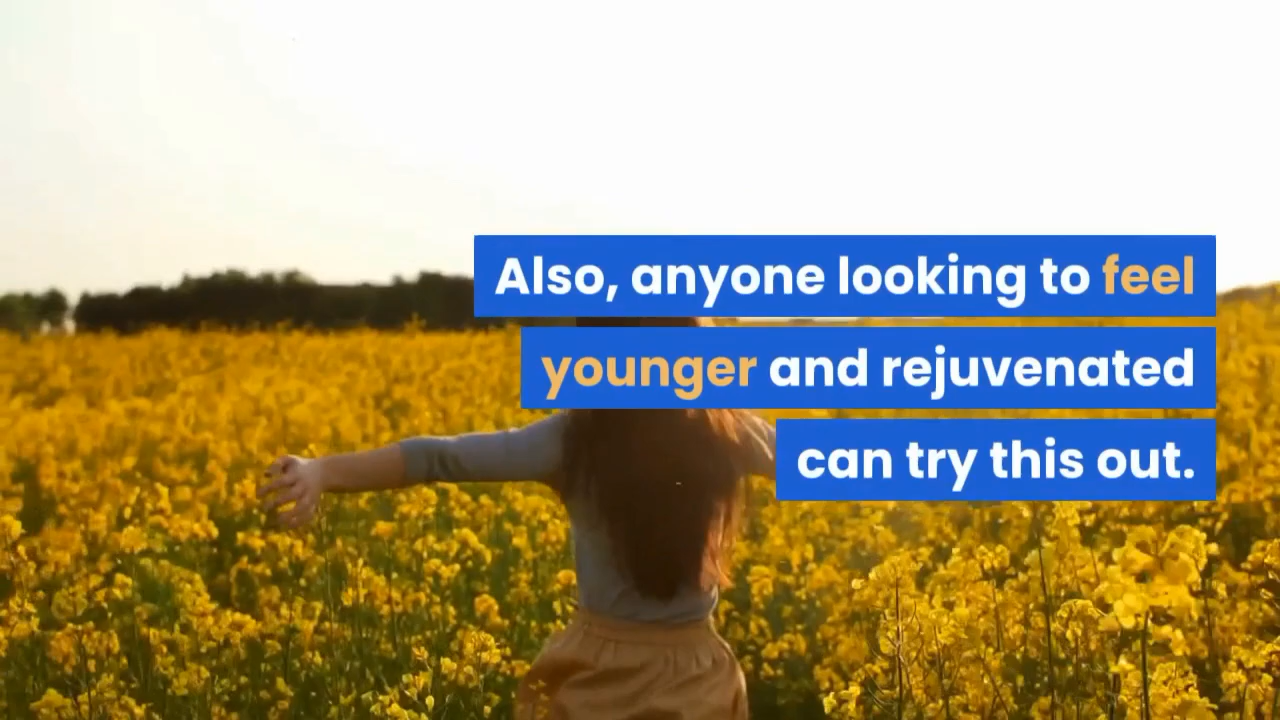 Also, anyone looking to feel
younger and rejuvenated
can try this out.